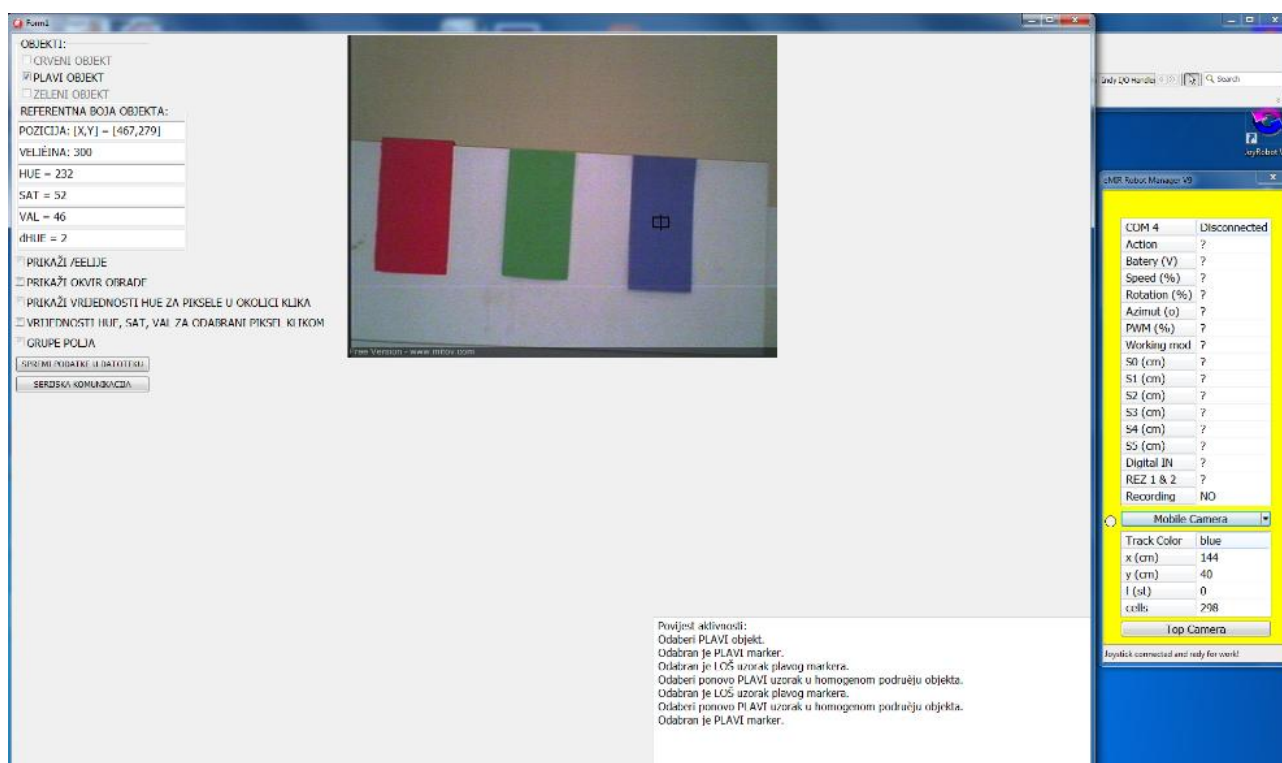 Form1
OBJEKTI:
CRVENI OBJEKT
PLAVI OBJEKT
ZELENI OBJEKT
REFERENTNA BOJA OBJEKTA:
POZICIJA: [X,Y] = [467,279]
VELIÈINA: 300
HUE = 232
SAT = 52
VAL = 46
dHUE = 2
PRIKAŽI
PRIKAŽI OKVIR OBRADE
PRIKAŽI VRIJEDNOSTI HUE ZA PIKSELE U OKOLICI KLIKA
VRIJEDNOSTI HUE, SAT, VAL ZA ODABRANI PIKSEL KLIKOM
GRUPE POLJA
SPREMI PODATKE U DATOTEKU
SERIJSKA KOMUNIKACIJA
Free Version - www.mitov.com
Povijest aktivnosti:
Odaberi PLAVI objekt.
Odabran je PLAVI marker.
Odabran je LOŠ uzorak plavog markera.
Odaberi ponovo PLAVI uzorak u homogenom podruèju objekta.
Odabran je LOŠ uzorak plavog markera.
Odaberi ponovo PLAVI uzorak u homogenom podruèju objekta.
Odabran je PLAVI marker.
Indy I/O Handler
Search
JoyRobot
eMIR Robot Manager V9
COM 4 Disconnected
Action ?
Batery (V) ?
Speed (%) ?
Rotation (%) ?
Azimut (o) ?
PWM (%) ?
Working mod ?
S0 (cm) ?
S1 (cm) ?
S2 (cm) ?
S3 (cm) ?
S4 (cm) ?
S5 (cm) ?
Digital IN ?
REZ 1 & 2 ?
Recording NO
Mobile Camera
Track Color blue
x (cm) 144
y (cm) 40
(st) 0
cells 298
Top Camera
Joystick connected and redy for work!